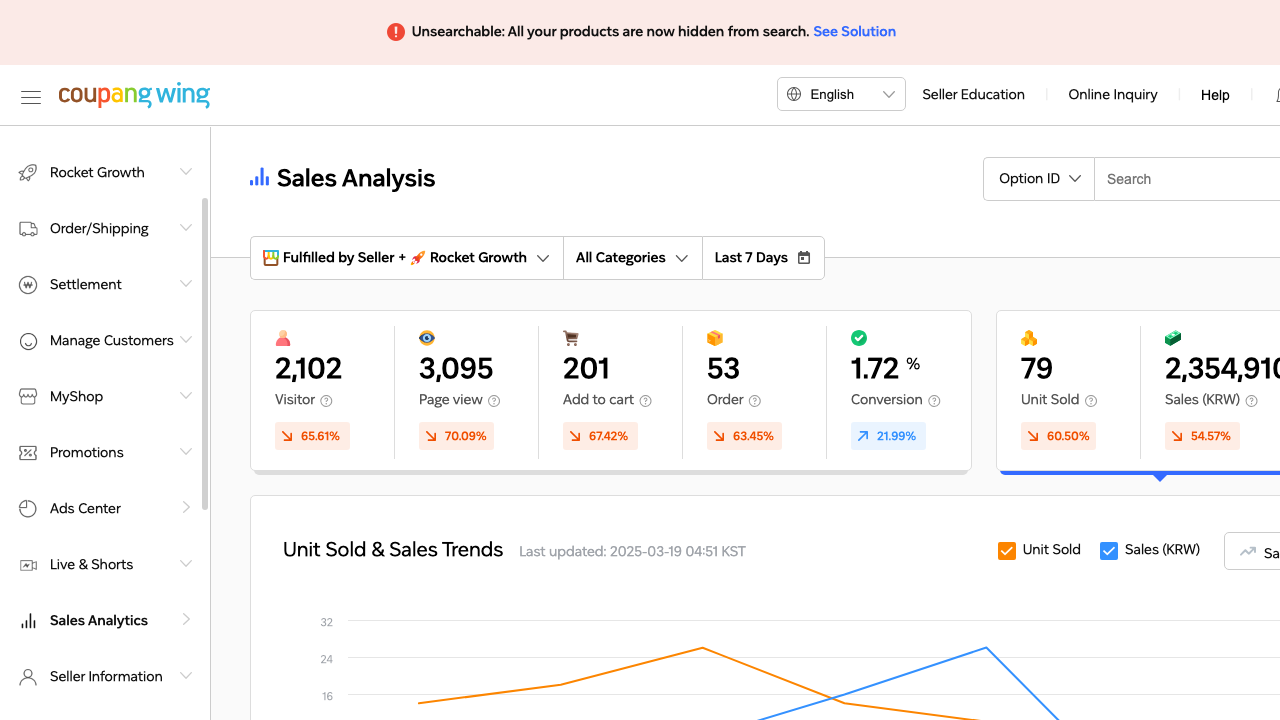 Unsearchable: All your products are now hidden from search. See Solution
coupang wing
English
Seller Education
Online Inquiry
Help
Rocket Growth
Order/Shipping
Settlement
Manage Customers
MyShop
Promotions
Ads Center
Live & Shorts
Sales Analytics
Seller Information
Sales Analysis
Option ID
Search
Fulfilled by Seller + Rocket Growth
All Categories
Last 7 Days
2,102
Visitor
65.61%
3,095
Page view
70.09%
201
Add to cart
67.42%
53
Order
63.45%
1.72 %
Conversion
21.99%
79
Unit Sold
60.50%
2,354,910
Sales (KRW)
54.57%
Unit Sold & Sales Trends
Last updated: 2025-03-19 04:51 KST
Unit Sold
Sales (KRW)
Sa
32
24
16